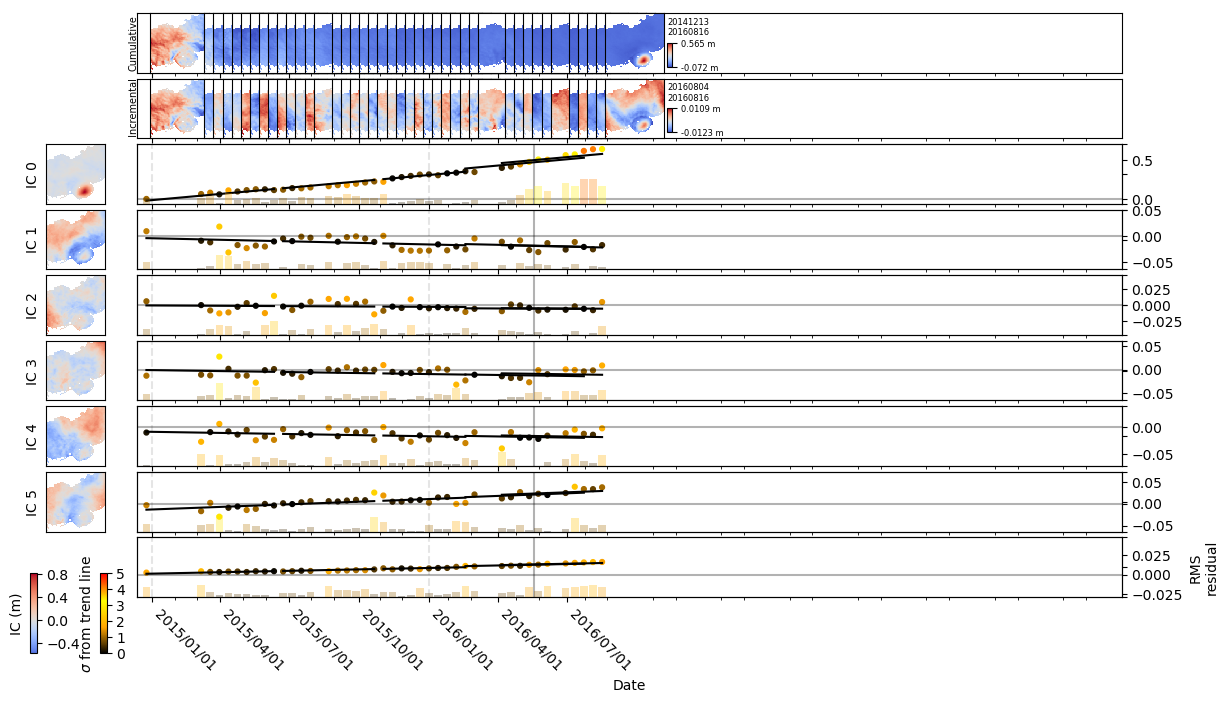 Cumulative
20141213
20160816
0.565 m
-0.072 m
Incremental
20160804
20160816
0.0109 m
-0.0123 m
IC 0
0.5
0.0
IC 1
0.05
0.00
−0.05
IC 2
0.025
0.000
−0.025
IC 3
0.05
0.00
−0.05
IC 4
0.00
−0.05
IC 5
0.05
0.00
−0.05
0.025
0.000
−0.025
RMS
residual
IC (m)
0.8
0.4
0.0
−0.4
σ from trend line
5
4
3
2
1
0
2015/01/01
2015/04/01
2015/07/01
2015/10/01
2016/01/01
2016/04/01
2016/07/01
Date